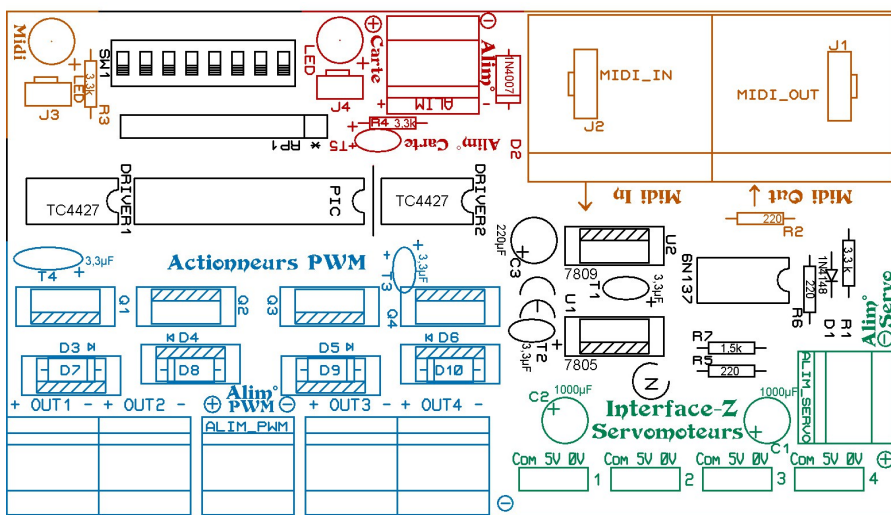 Midi
LED
J3
3.3k
R3
SW1
LED
J4
Carte
Alim°
ALIM
+ -
1N4007
D2
R4
3.3k
T5
Alim° Carte
* RP1
MIDI_IN
J2
J1
MIDI_OUT
Midi In
Midi Out
TC4427
DRIVER1
PIC
TC4427
DRIVER2
220
R2
220µF
C3
7809
U2
T1
3,3µF
6N137
220
R6
1N4148
D1
3.3k
R1
T4
3,3µF
Actionneurs PWM
T3
3,3µF
Q1
Q2
Q3
Q4
U1
T2
3,3µF
7805
R7
1.5k
R5
220
Alim°
Servo
D3
D4
D5
D6
D7
D8
D9
D10
N
+ OUT1 - + OUT2 -
Alim°
PWM
+ OUT3 - + OUT4 -
ALIM_PWM
1000µF
C2
Interface-Z
Servomoteurs
1000µF
C1
ALIM_SERVO
Com 5V 0V
1
Com 5V 0V
2
Com 5V 0V
3
Com 5V 0V
4